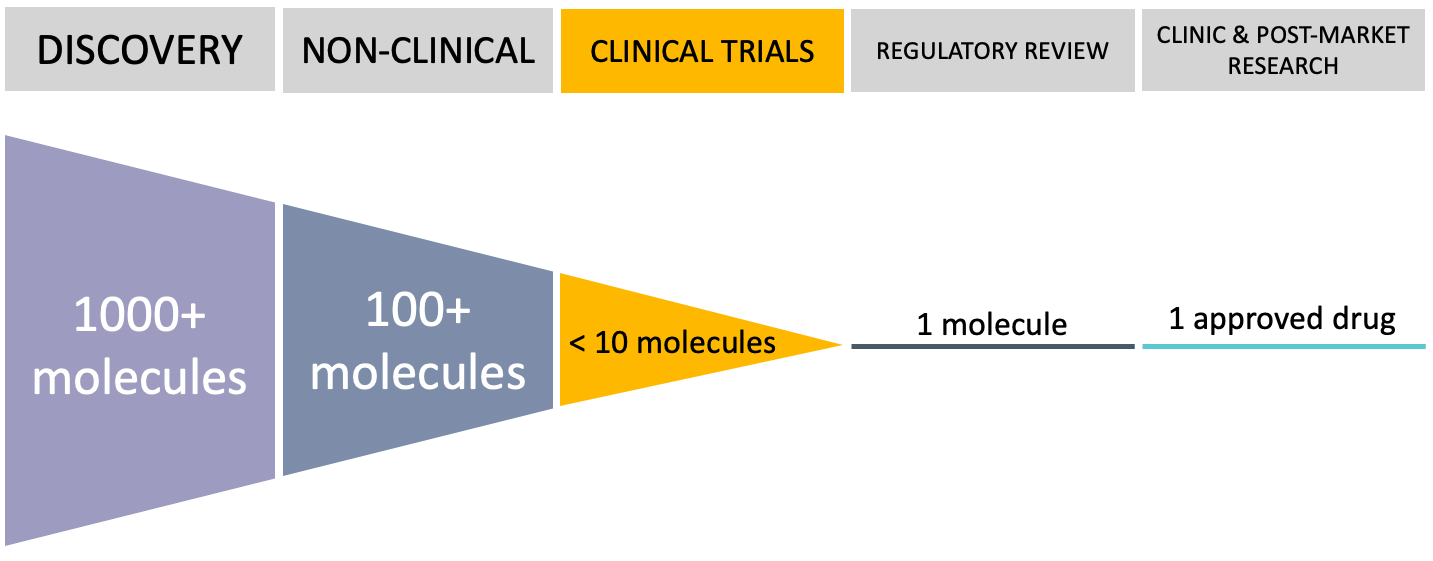 DISCOVERY
NON-CLINICAL
CLINICAL TRIALS
REGULATORY REVIEW
CLINIC & POST-MARKET
RESEARCH
1000+
molecules
100+
molecules
< 10 molecules
1 molecule
1 approved drug